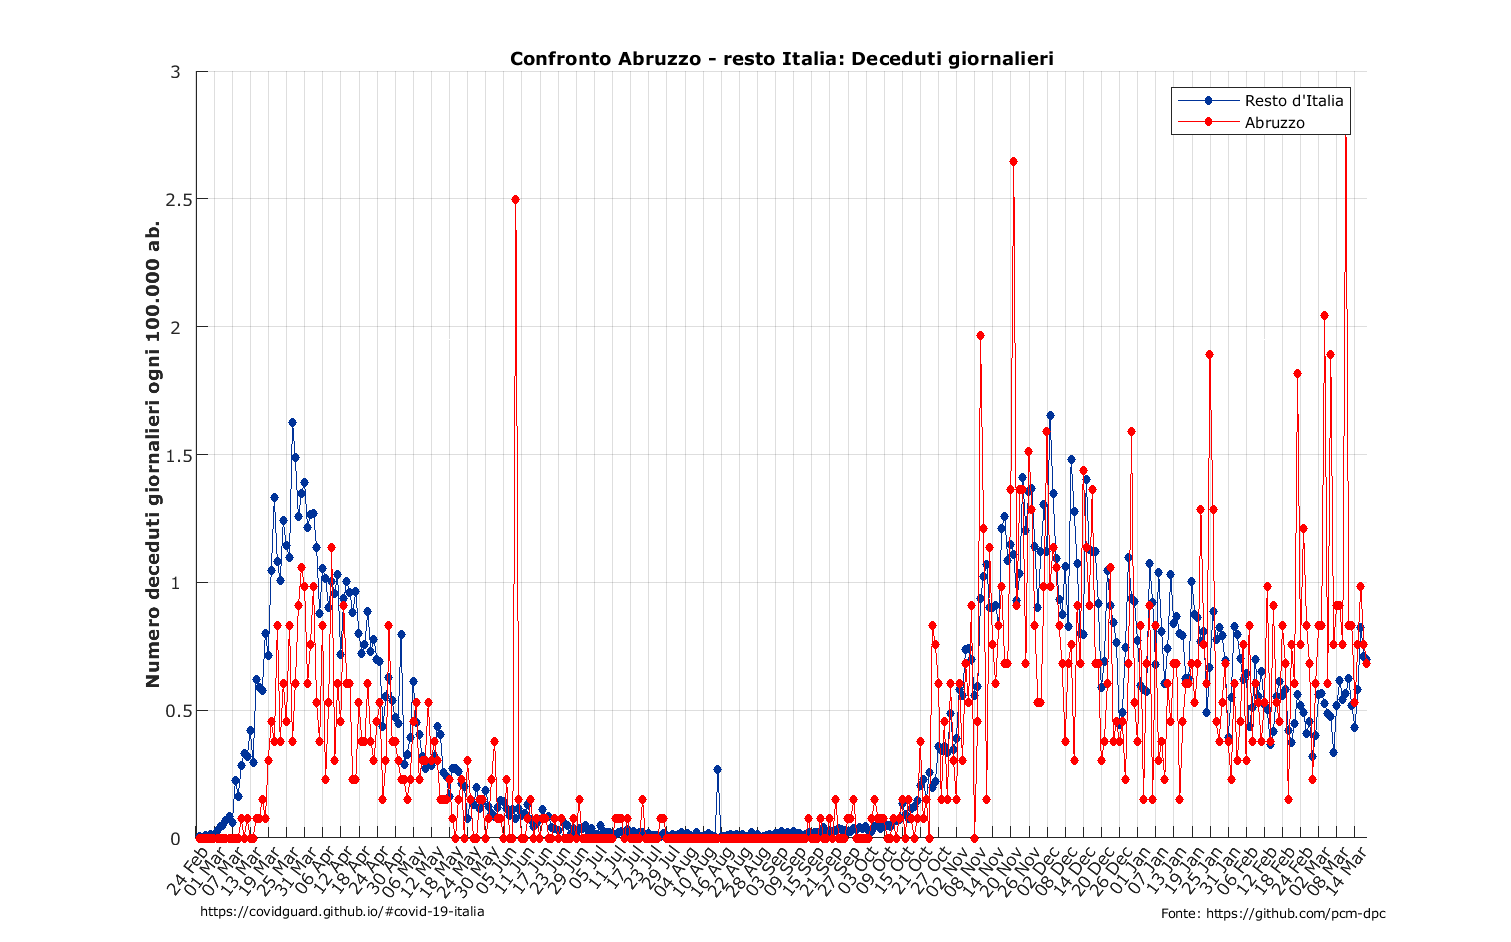 Confronto Abruzzo - resto Italia: Deceduti giornalieri
Resto d'Italia
Abruzzo
Numero deceduti giornalieri ogni 100.000 ab.
3
2.5
2
1.5
1
0.5
0
24 Feb
01 Mar
07 Mar
13 Mar
19 Mar
25 Mar
31 Mar
06 Apr
12 Apr
18 Apr
24 Apr
30 Apr
06 May
12 May
18 May
24 May
30 May
05 Jun
11 Jun
17 Jun
23 Jun
29 Jun
05 Jul
11 Jul
17 Jul
23 Jul
29 Jul
04 Aug
10 Aug
16 Aug
22 Aug
28 Aug
03 Sep
09 Sep
15 Sep
21 Sep
27 Sep
03 Oct
09 Oct
15 Oct
21 Oct
27 Oct
02 Nov
08 Nov
14 Nov
20 Nov
26 Nov
02 Dec
08 Dec
14 Dec
20 Dec
26 Dec
01 Jan
07 Jan
13 Jan
19 Jan
25 Jan
31 Jan
06 Feb
12 Feb
18 Feb
24 Feb
02 Mar
08 Mar
14 Mar
https://covidguard.github.io/#covid-19-italia
Fonte: https://github.com/pcm-dpc